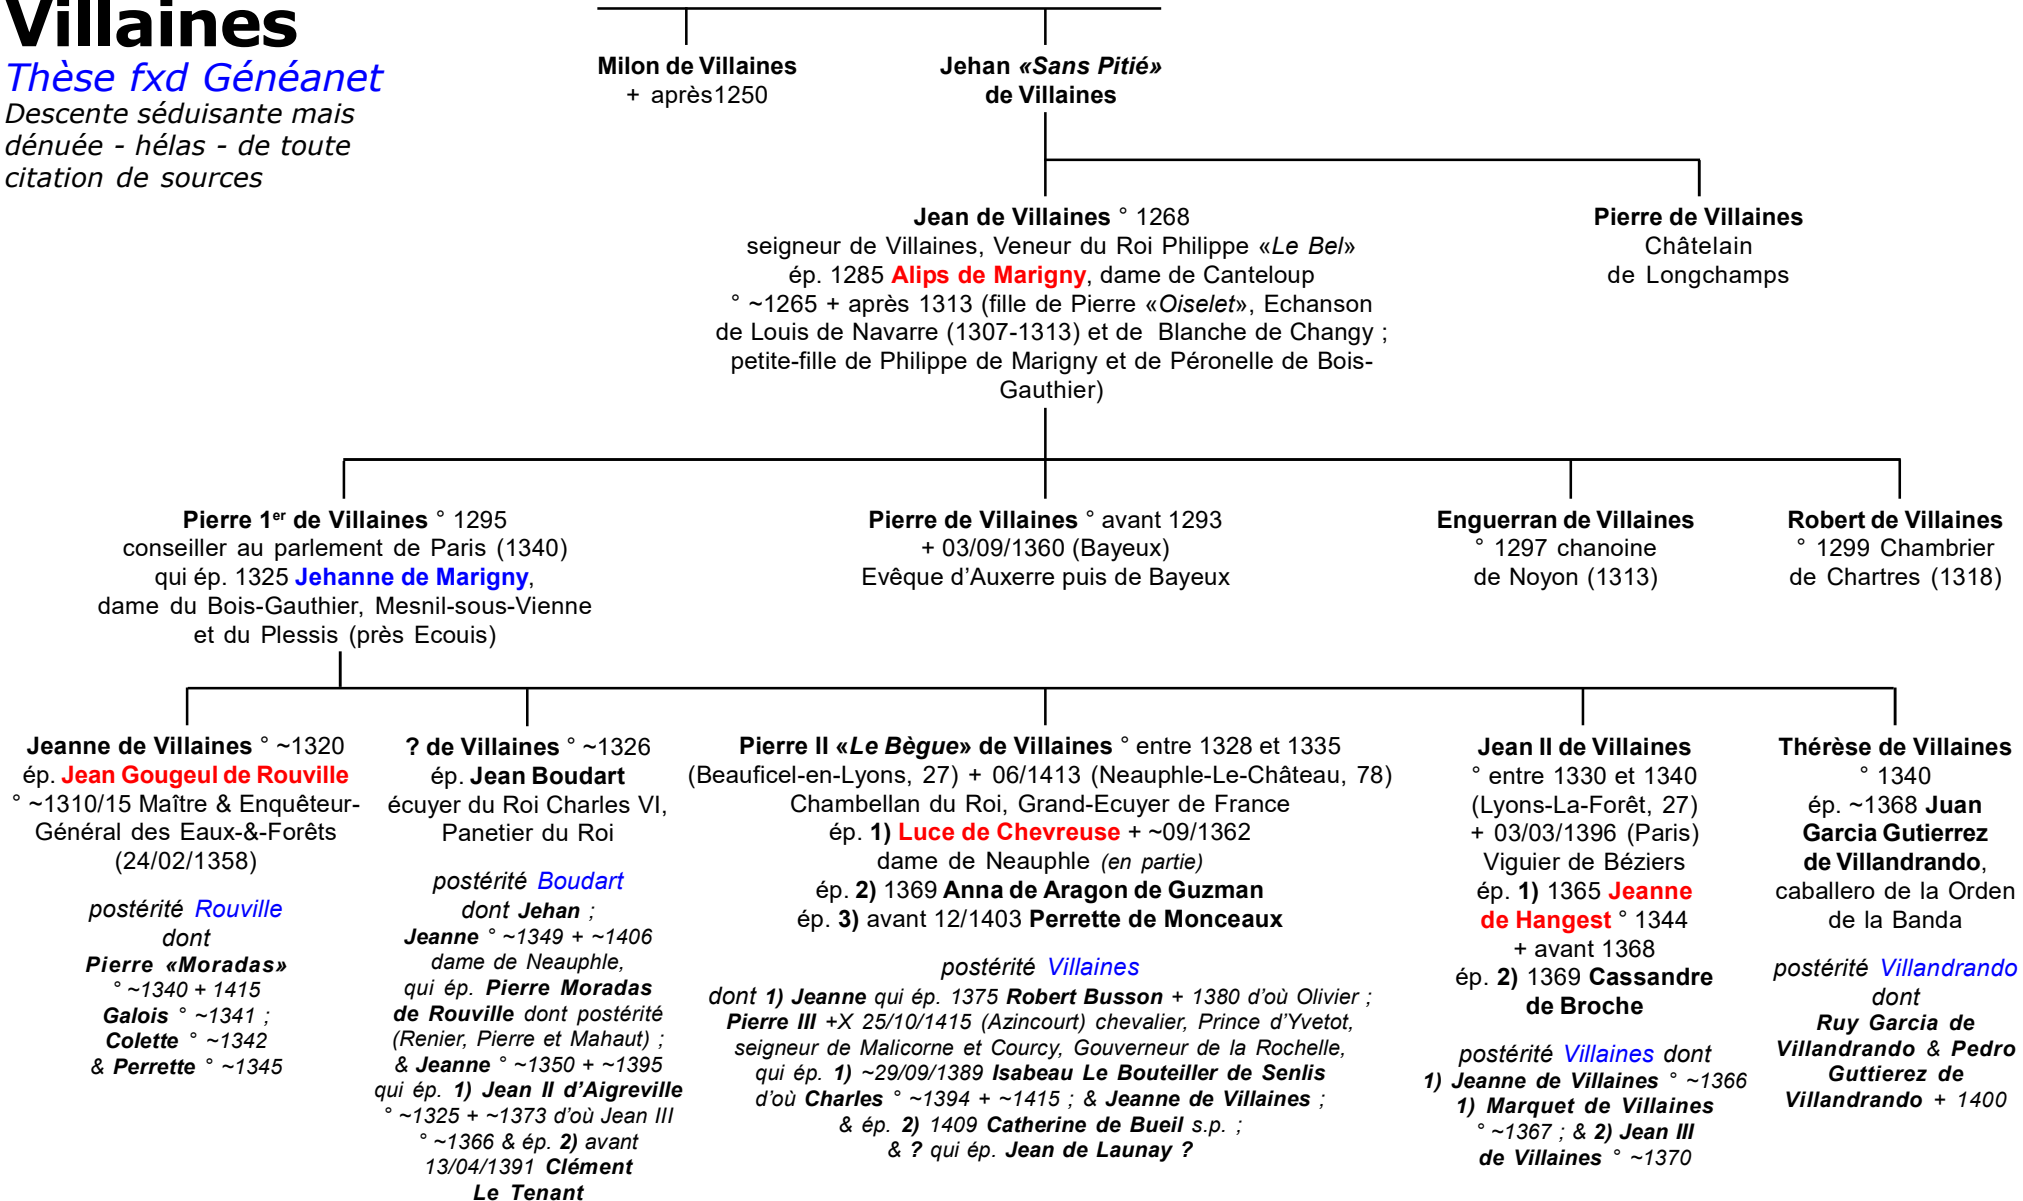 Villaines
Thèse fxd Généanet
Descente séduisante mais
dénuée - hélas - de toute
citation de sources
Milon de Villaines
+ après1250
Jehan «Sans Pitié»
de Villaines
Jean de Villaines ° 1268
seigneur de Villaines, Veneur du Roi Philippe «Le Bel»
ép. 1285 Alips de Marigny, dame de Canteloup
° ~1265 + après 1313 (fille de Pierre «Oiselet», Echanson
de Louis de Navarre (1307-1313) et de Blanche de Changy ;
petite-fille de Philippe de Marigny et de Péronelle de Bois-
Gauthier)
Pierre de Villaines
Châtelain
de Longchamps
Pierre 1er de Villaines ° 1295
conseiller au parlement de Paris (1340)
qui ép. 1325 Jehanne de Marigny,
dame du Bois-Gauthier, Mesnil-sous-Vienne
et du Plessis (près Ecouis)
Pierre de Villaines ° avant 1293
+ 03/09/1360 (Bayeux)
Evêque d'Auxerre puis de Bayeux
Enguerran de Villaines
° 1297 chanoine
de Noyon (1313)
Robert de Villaines
° 1299 Chambrier
de Chartres (1318)
Jeanne de Villaines ° ~1320
ép. Jean Gougeul de Rouville
° ~1310/15 Maître & Enquêteur-
Général des Eaux-&-Forêts
(24/02/1358)
postérité Rouville
dont
Pierre «Moradas»
° ~1340 + 1415
Galois ° ~1341 ;
Colette ° ~1342
& Perrette ° ~1345
? de Villaines ° ~1326
ép. Jean Boudart
écuyer du Roi Charles VI,
Panetier du Roi
postérité Boudart
dont Jehan ;
Jeanne ° ~1349 + ~1406
dame de Neauphle,
qui ép. Pierre Moradas
de Rouville dont postérité
(Renier, Pierre et Mahaut) ;
& Jeanne ° ~1350 + ~1395
qui ép. 1) Jean II d'Aigreville
° ~1325 + ~1373 d'où Jean III
° ~1366 & ép. 2) avant
13/04/1391 Clément
Le Tenant
Pierre II «Le Bègue» de Villaines ° entre 1328 et 1335
(Beauficel-en-Lyons, 27) + 06/1413 (Neauphle-Le-Château, 78)
Chambellan du Roi, Grand-Ecuyer de France
ép. 1) Luce de Chevreuse + ~09/1362
dame de Neauphle (en partie)
ép. 2) 1369 Anna de Aragon de Guzman
ép. 3) avant 12/1403 Perrette de Monceaux
postérité Villaines
dont 1) Jeanne qui ép. 1375 Robert Busson + 1380 d'où Olivier ;
Pierre III +X 25/10/1415 (Azincourt) chevalier, Prince d'Yvetot,
seigneur de Malicorne et Courcy, Gouverneur de la Rochelle,
qui ép. 1) ~29/09/1389 Isabeau Le Bouteiller de Senlis
d'où Charles ° ~1394 + ~1415 ; & Jeanne de Villaines ;
& ép. 2) 1409 Catherine de Bueil s.p. ;
& ? qui ép. Jean de Launay ?
Jean II de Villaines
° entre 1330 et 1340
(Lyons-La-Forêt, 27)
+ 03/03/1396 (Paris)
Viguier de Béziers
ép. 1) 1365 Jeanne
de Hangest ° 1344
+ avant 1368
ép. 2) 1369 Cassandre
de Broche
postérité Villaines dont
1) Jeanne de Villaines ° ~1366
1) Marquet de Villaines
° ~1367 ; & 2) Jean III
de Villaines ° ~1370
Thérèse de Villaines
° 1340
ép. ~1368 Juan
Garcia Gutierrez
de Villandrando,
caballero de la Orden
de la Banda
postérité Villandrando
dont
Ruy Garcia de
Villandrando & Pedro
Guttierez de
Villandrando + 1400